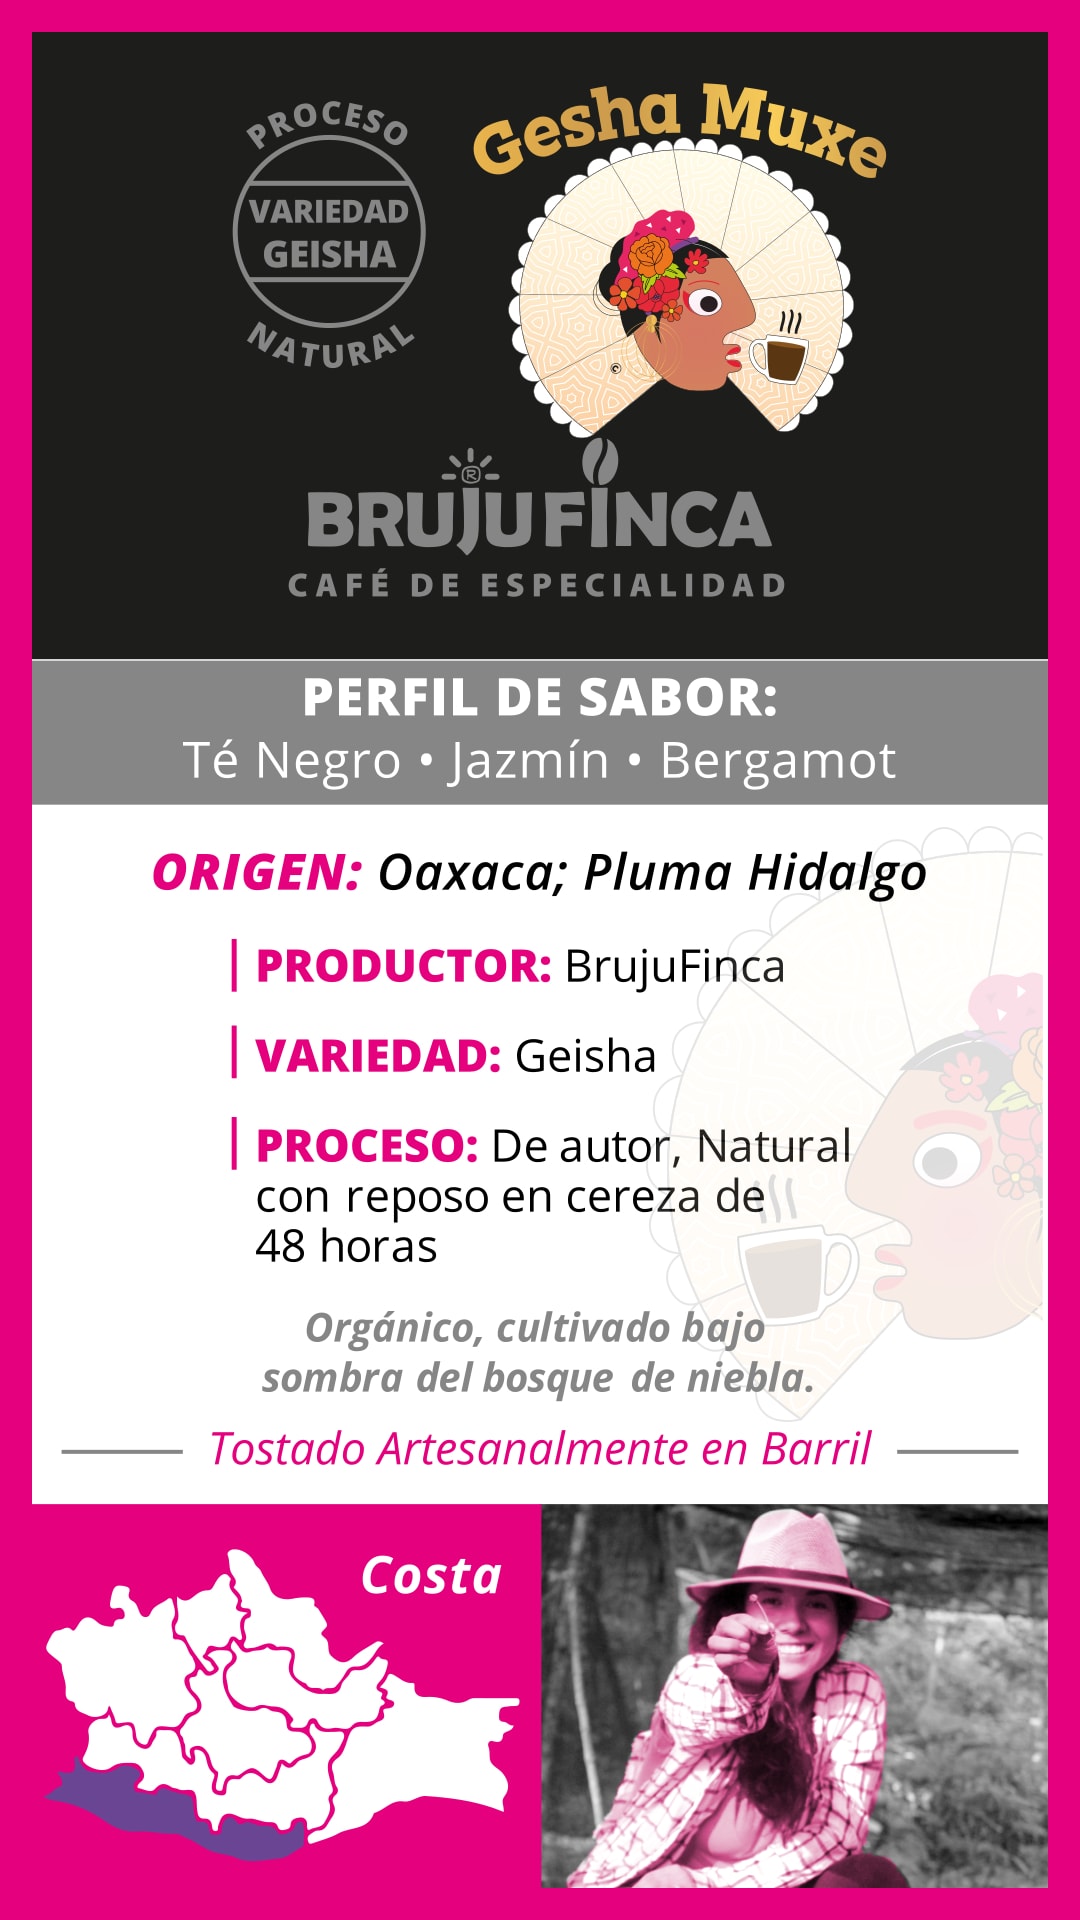 PROCESO
VARIEDAD
GEISHA
NATURAL
Gesha Muxe
©
®
BRUJUFINCA
CAFÉ DE ESPECIALIDAD
PERFIL DE SABOR:
Té Negro • Jazmín • Bergamot
ORIGEN: Oaxaca; Pluma Hidalgo
PRODUCTOR: BrujuFinca
VARIEDAD: Geisha
PROCESO: De autor, Natural
con reposo en cereza de
48 horas
Orgánico, cultivado bajo
sombra del bosque de niebla.
Tostado Artesanalmente en Barril
Costa